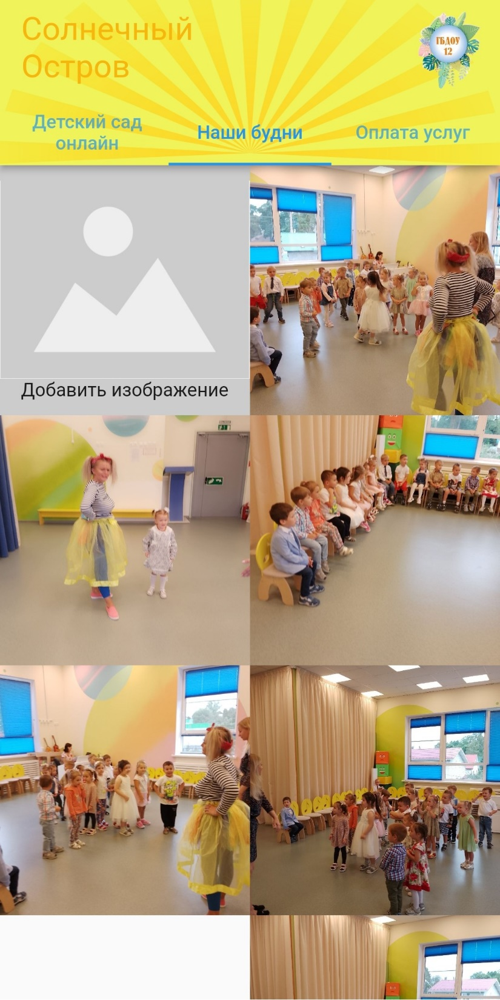 Солнечный
Остров
ГБДОУ
12
Детский сад
онлайн
Наши будни
Оплата услуг
Добавить изображение